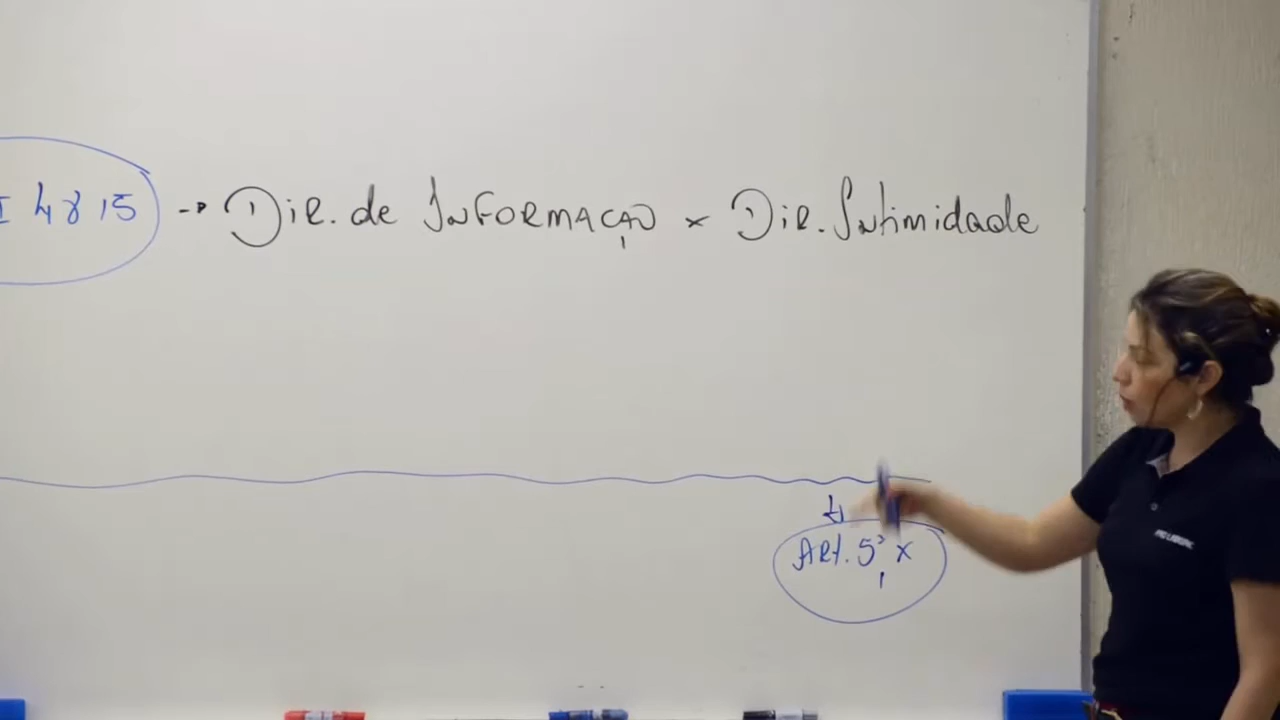 I 4815 → Dir. de Informação x Dir. Intimidade
Art. 5º, X